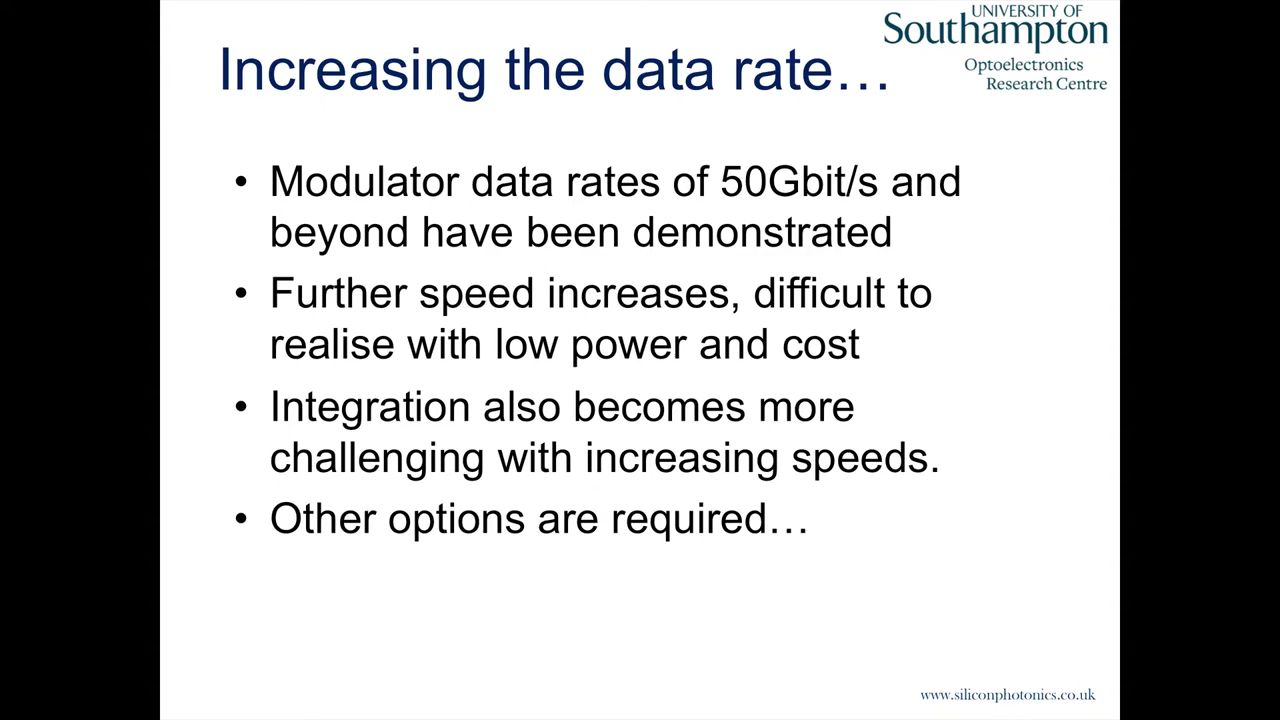 UNIVERSITY OF
Southampton
Optoelectronics
Research Centre
Increasing the data rate…
• Modulator data rates of 50Gbit/s and
beyond have been demonstrated
• Further speed increases, difficult to
realise with low power and cost
• Integration also becomes more
challenging with increasing speeds.
• Other options are required…
www.siliconphotonics.co.uk